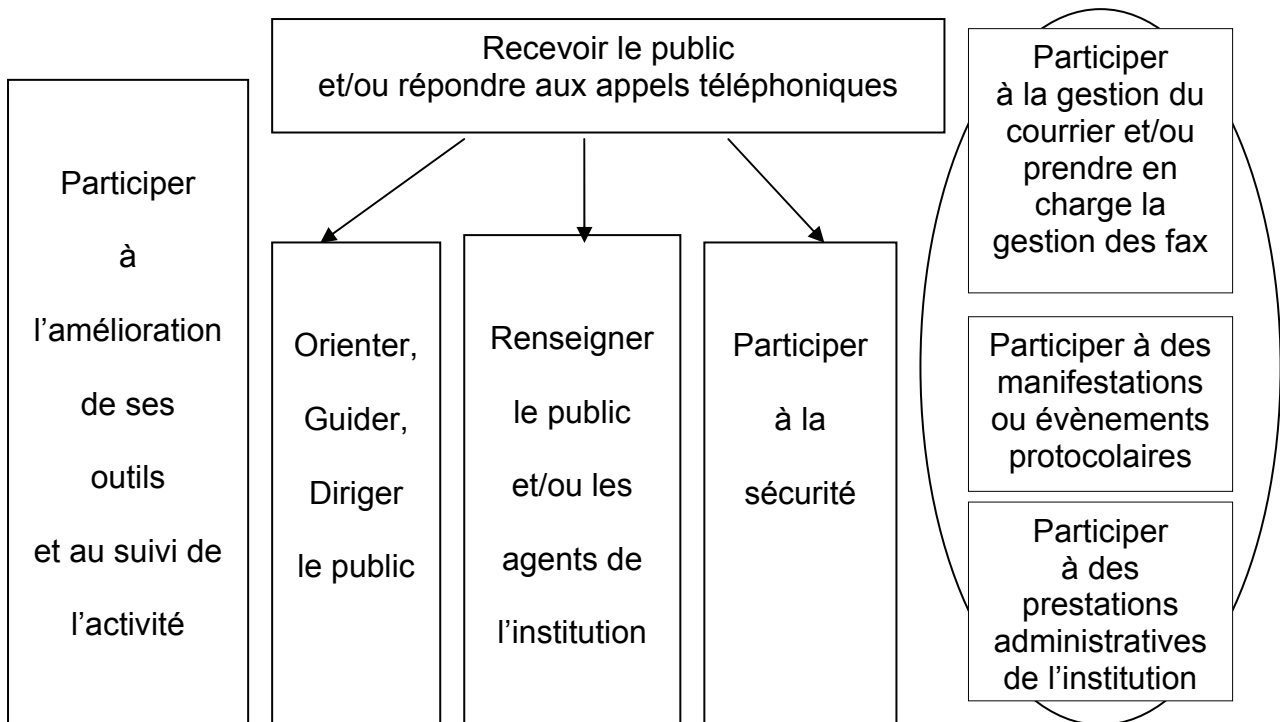 Recevoir le public
et/ou répondre aux appels téléphoniques
Participer
à
l’amélioration
de ses
outils
et au suivi de
l’activité
Orienter,
Guider,
Diriger
le public
Renseigner
le public
et/ou les
agents de
l’institution
Participer
à la
sécurité
Participer
à la gestion du
courrier et/ou
prendre en
charge la
gestion des fax
Participer à des
manifestations
ou évènements
protocolaires
Participer
à des
prestations
administratives
de l’institution